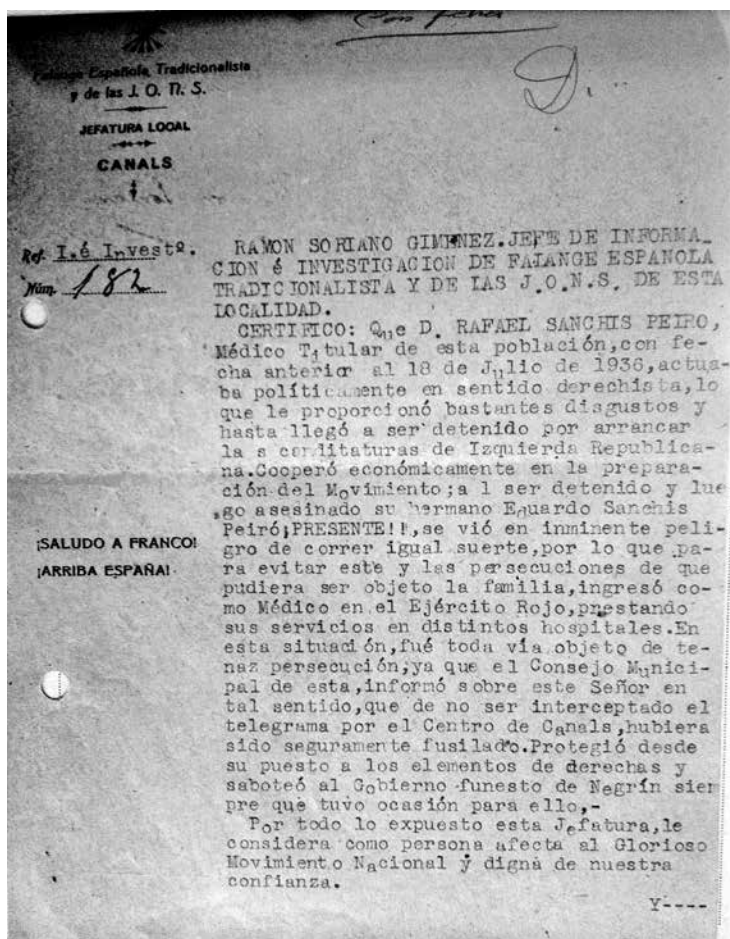 Falange Española Tradicionalista
y de las J. O. N. S.
JEFATURA LOCAL
CANALS
Ref. I.é Investº.
Núm. 182
RAMON SORIANO GIMENEZ.JEFE DE INFORMA_
CION é INVESTIGACION DE FALANGE ESPAÑOLA
TRADICIONALISTA Y DE LAS J.O.N.S. DE ESTA
LOCALIDAD.
CERTIFICO: Que D. RAFAEL SANCHIS PEIRO,
Médico Titular de esta población,con fe-
cha anterior al 18 de Julio de 1936,actua-
ba políticamente en sentido derechista,lo
que le proporcionó bastantes disgustos y
hasta llegó a ser detenido por arrancar
la s canditaturas de Izquierda Republica-
na.Cooperó económicamente en la prepara-
ción del Movimiento;a l ser detenido y lue
go asesinado su hermano Eduardo Sanchis
Peiró¡PRESENTE!!,se vió en inminente peli-
gro de correr igual suerte,por lo que pa-
ra evitar este y las persecuciones de que
pudiera ser objeto la familia,ingresó co-
mo Médico en el Ejército Rojo,prestando
sus servicios en distintos hospitales.En
esta situación,fué toda vía objeto de te-
naz persecución,ya que el Consejo Munici-
pal de esta,informó sobre este Señor en
tal sentido,que de no ser interceptado el
telegrama por el Centro de Canals,hubiera
sido seguramente fusilado.Protegió desde
su puesto a los elementos de derechas y
saboteó al Gobierno funesto de Negrín siem
pre que tuvo ocasión para ello,-
Por todo lo expuesto esta Jefatura,le
considera como persona afecta al Glorioso
Movimiento Nacional y digna de nuestra
confianza.
Y----
¡SALUDO A FRANCO!
¡ARRIBA ESPAÑA!